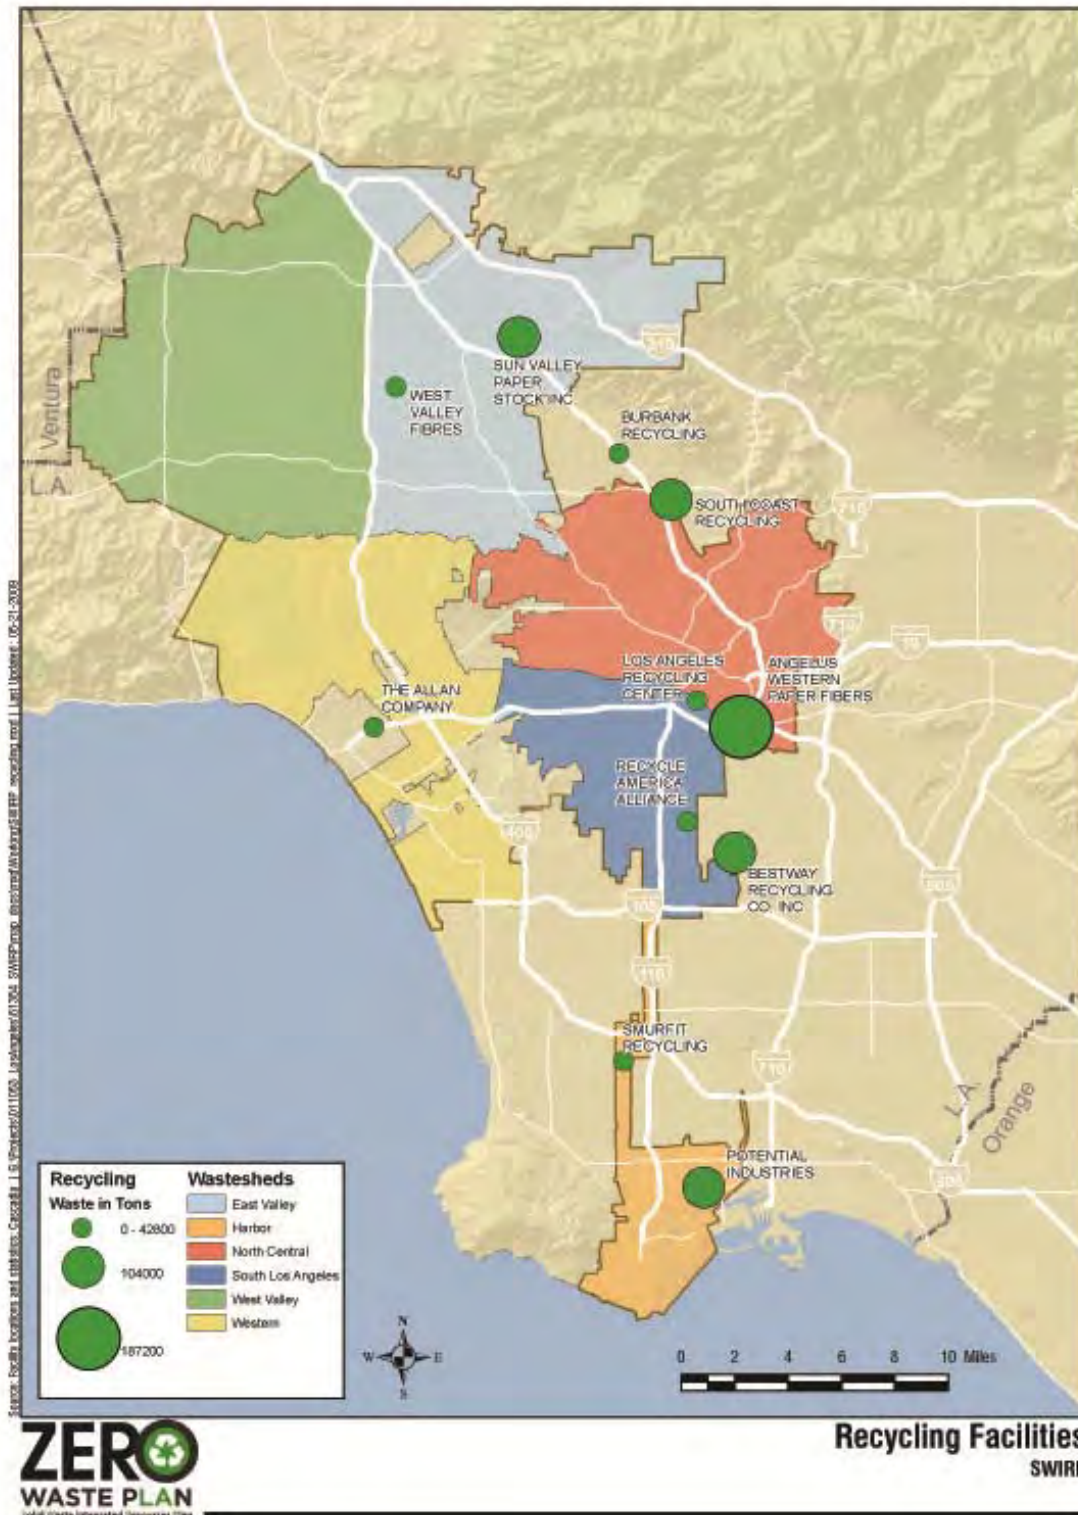 Ventura
L.A.
210
SUN VALLEY
PAPER
STOCK INC
WEST
VALLEY
FIBRES
BURBANK
RECYCLING
SOUTH COAST
RECYCLING
710
710
10
LOS ANGELES
RECYCLING
CENTER
ANGELUS
WESTERN
PAPER FIBERS
THE ALLAN
COMPANY
RECYCLE
AMERICA
ALLIANCE
405
605
BESTWAY
RECYCLING
CO. INC
105
110
SMURFIT
RECYCLING
710
L.A.
Orange
POTENTIAL
INDUSTRIES
Recycling
Waste in Tons
0 - 42800
104000
187200
Wastesheds
East Valley
Harbor
North Central
South Los Angeles
West Valley
Western
N
W
E
S
0 2 4 6 8 10 Miles
ZERO
WASTE PLAN
Recycling Facilities